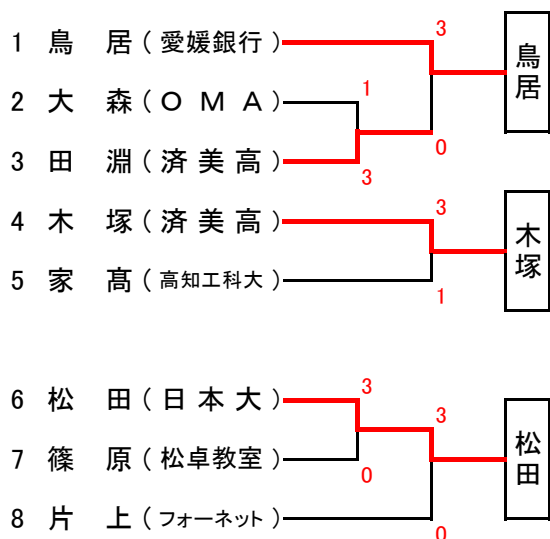 1 鳥 居 ( 愛媛銀行 )
3
鳥居
2 大 森 ( O M A )
1
0
3 田 淵 ( 済 美 高 )
3
4 木 塚 ( 済 美 高 )
3
木塚
5 家 髙 ( 高知工科大 )
1
6 松 田 ( 日 本 大 )
3
3
松田
7 篠 原 ( 松卓教室 )
0
8 片 上 ( フォーネット )
0